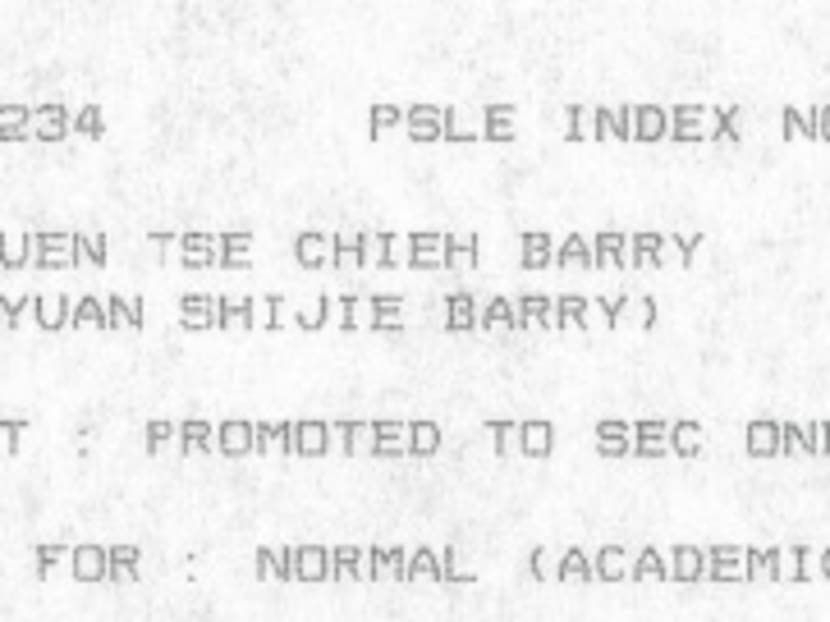 234 PSLE INDEX NO
UEN TSE CHIEH BARRY
YUAN SHIJIE BARRY)
T : PROMOTED TO SEC ONE
FOR : NORMAL (ACADEMIC